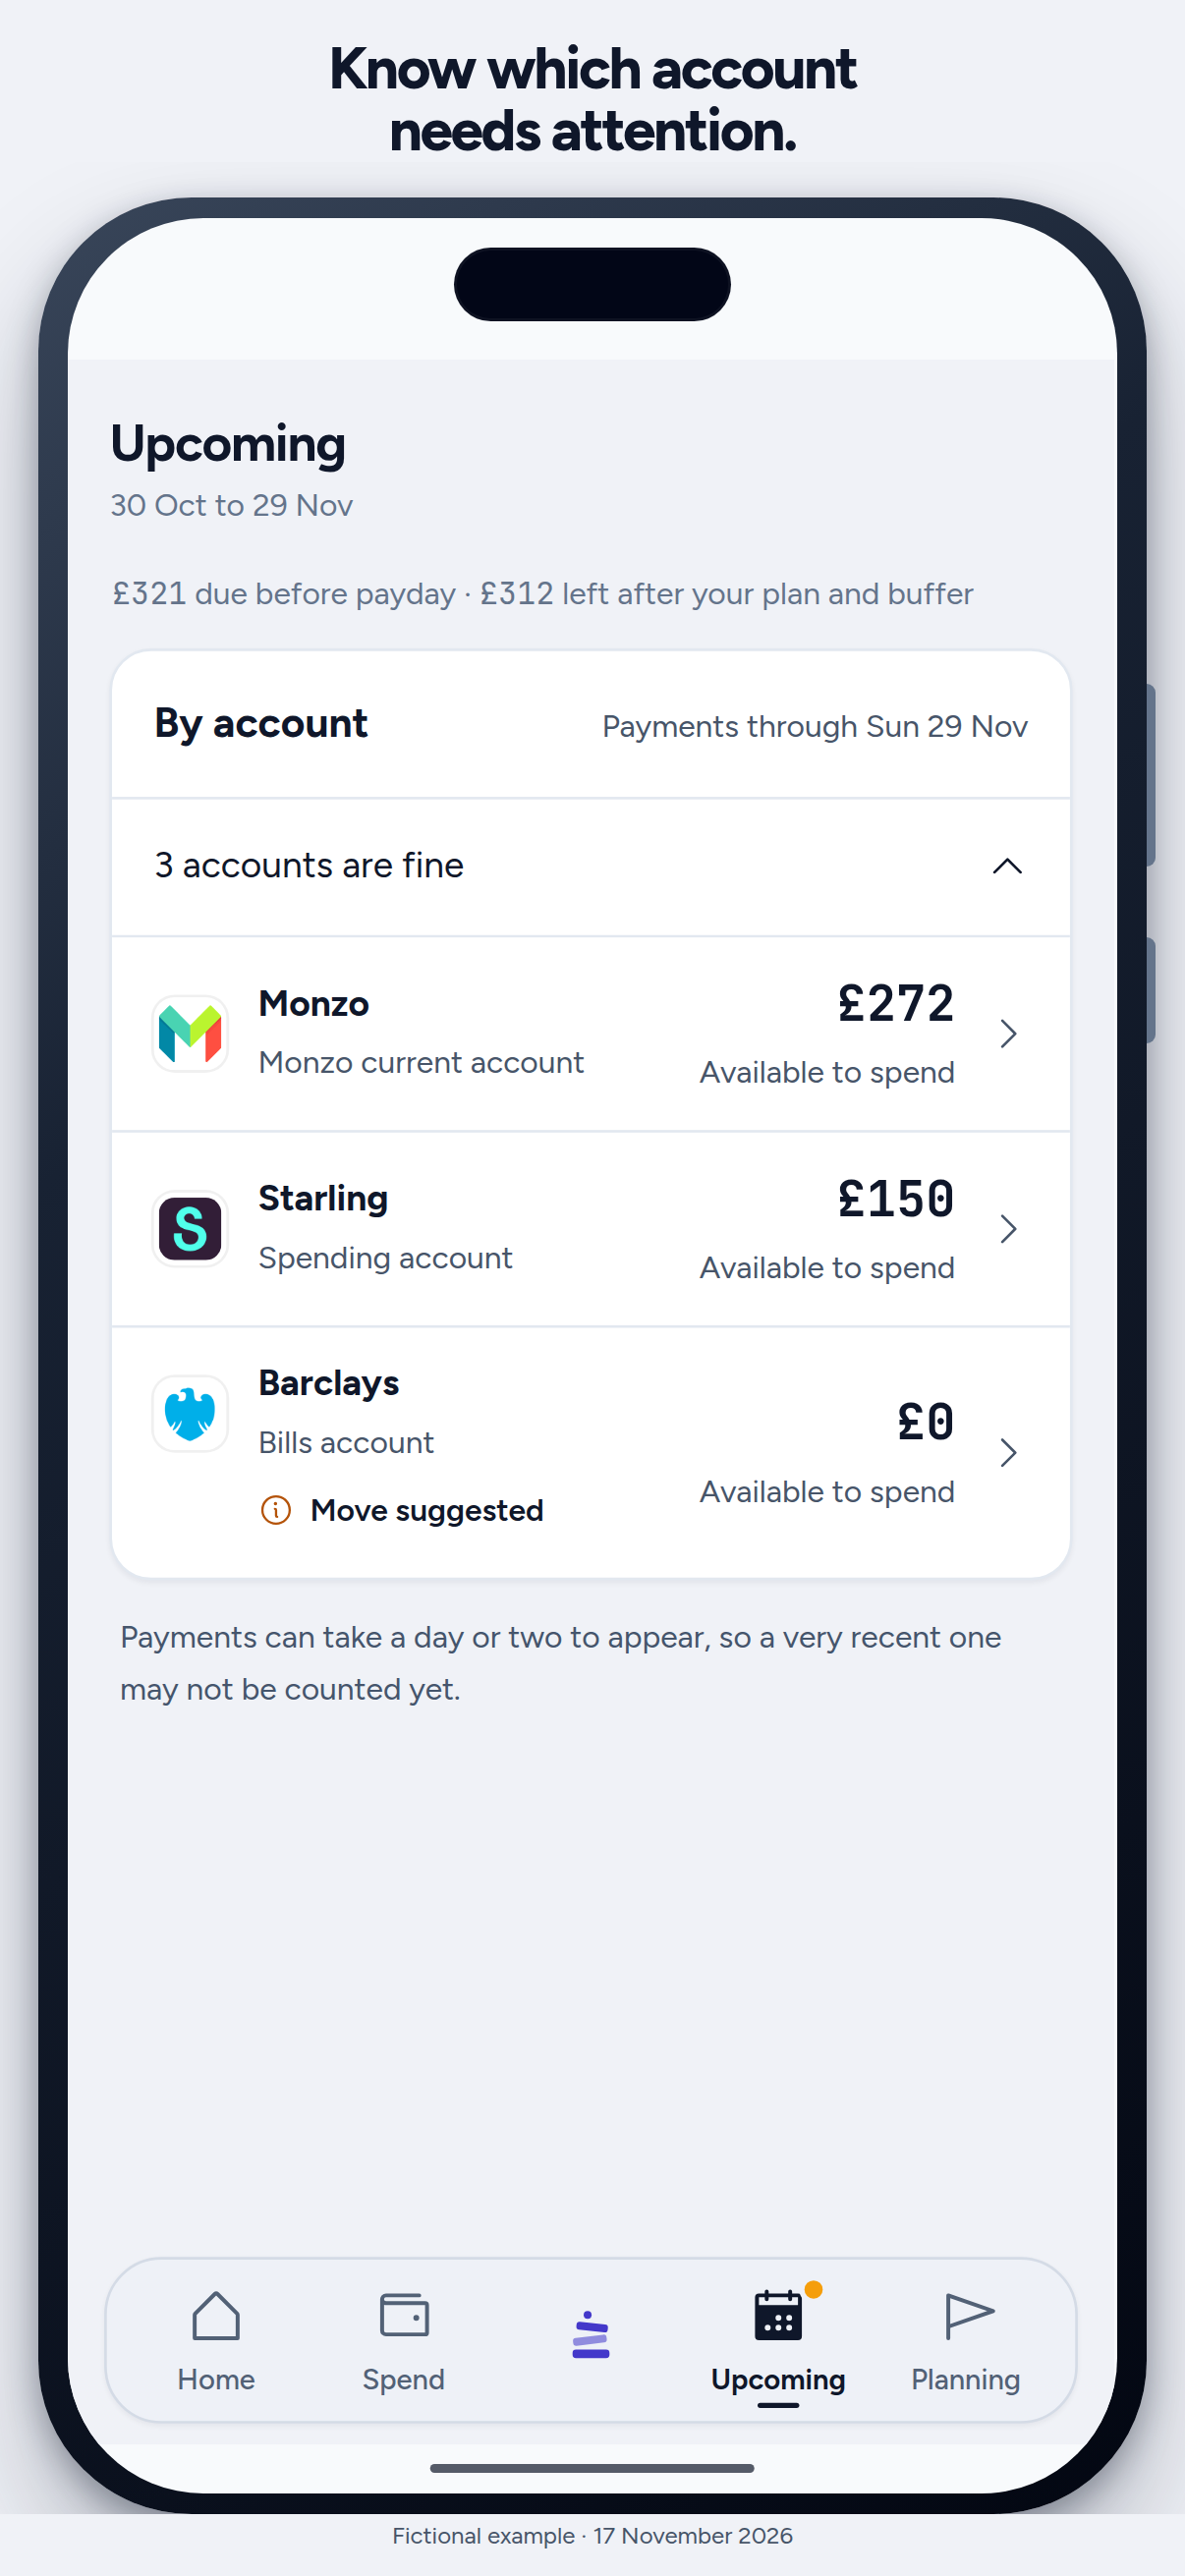 Know which account
needs attention.
Upcoming
30 Oct to 29 Nov
£321 due before payday · £312 left after your plan and buffer
By account
Payments through Sun 29 Nov
3 accounts are fine
Monzo
Monzo current account
£272
Available to spend
Starling
Spending account
£150
Available to spend
Barclays
Bills account
Move suggested
£0
Available to spend
Payments can take a day or two to appear, so a very recent one
may not be counted yet.
Home
Spend
Upcoming
Planning
Fictional example · 17 November 2026